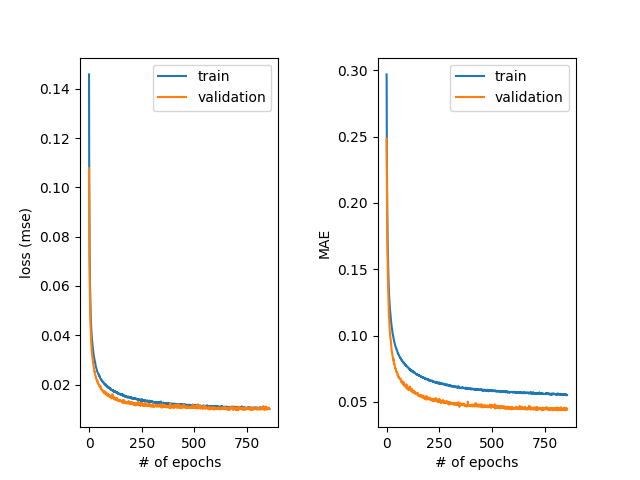 0.14
0.12
0.10
0.08
0.06
0.04
0.02
loss (mse)
0
250
500
750
# of epochs
train
validation
0.30
0.25
0.20
0.15
0.10
0.05
MAE
0
250
500
750
# of epochs
train
validation